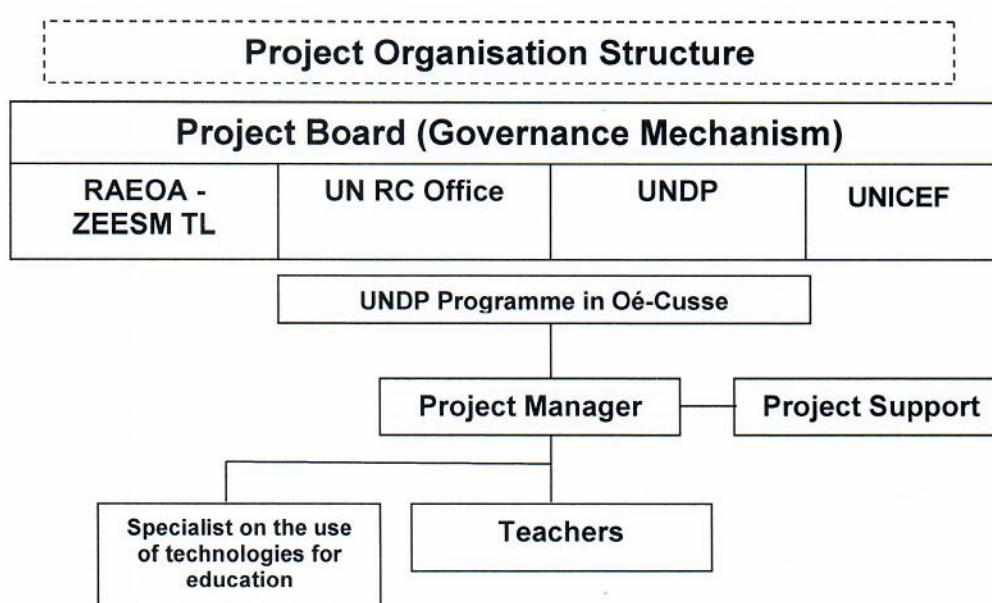 Project Organisation Structure
Project Board (Governance Mechanism)
RAEOA -
ZEESM TL
UN RC Office
UNDP
UNICEF
UNDP Programme in Oé-Cusse
Project Manager
Project Support
Specialist on the use
of technologies for
education
Teachers